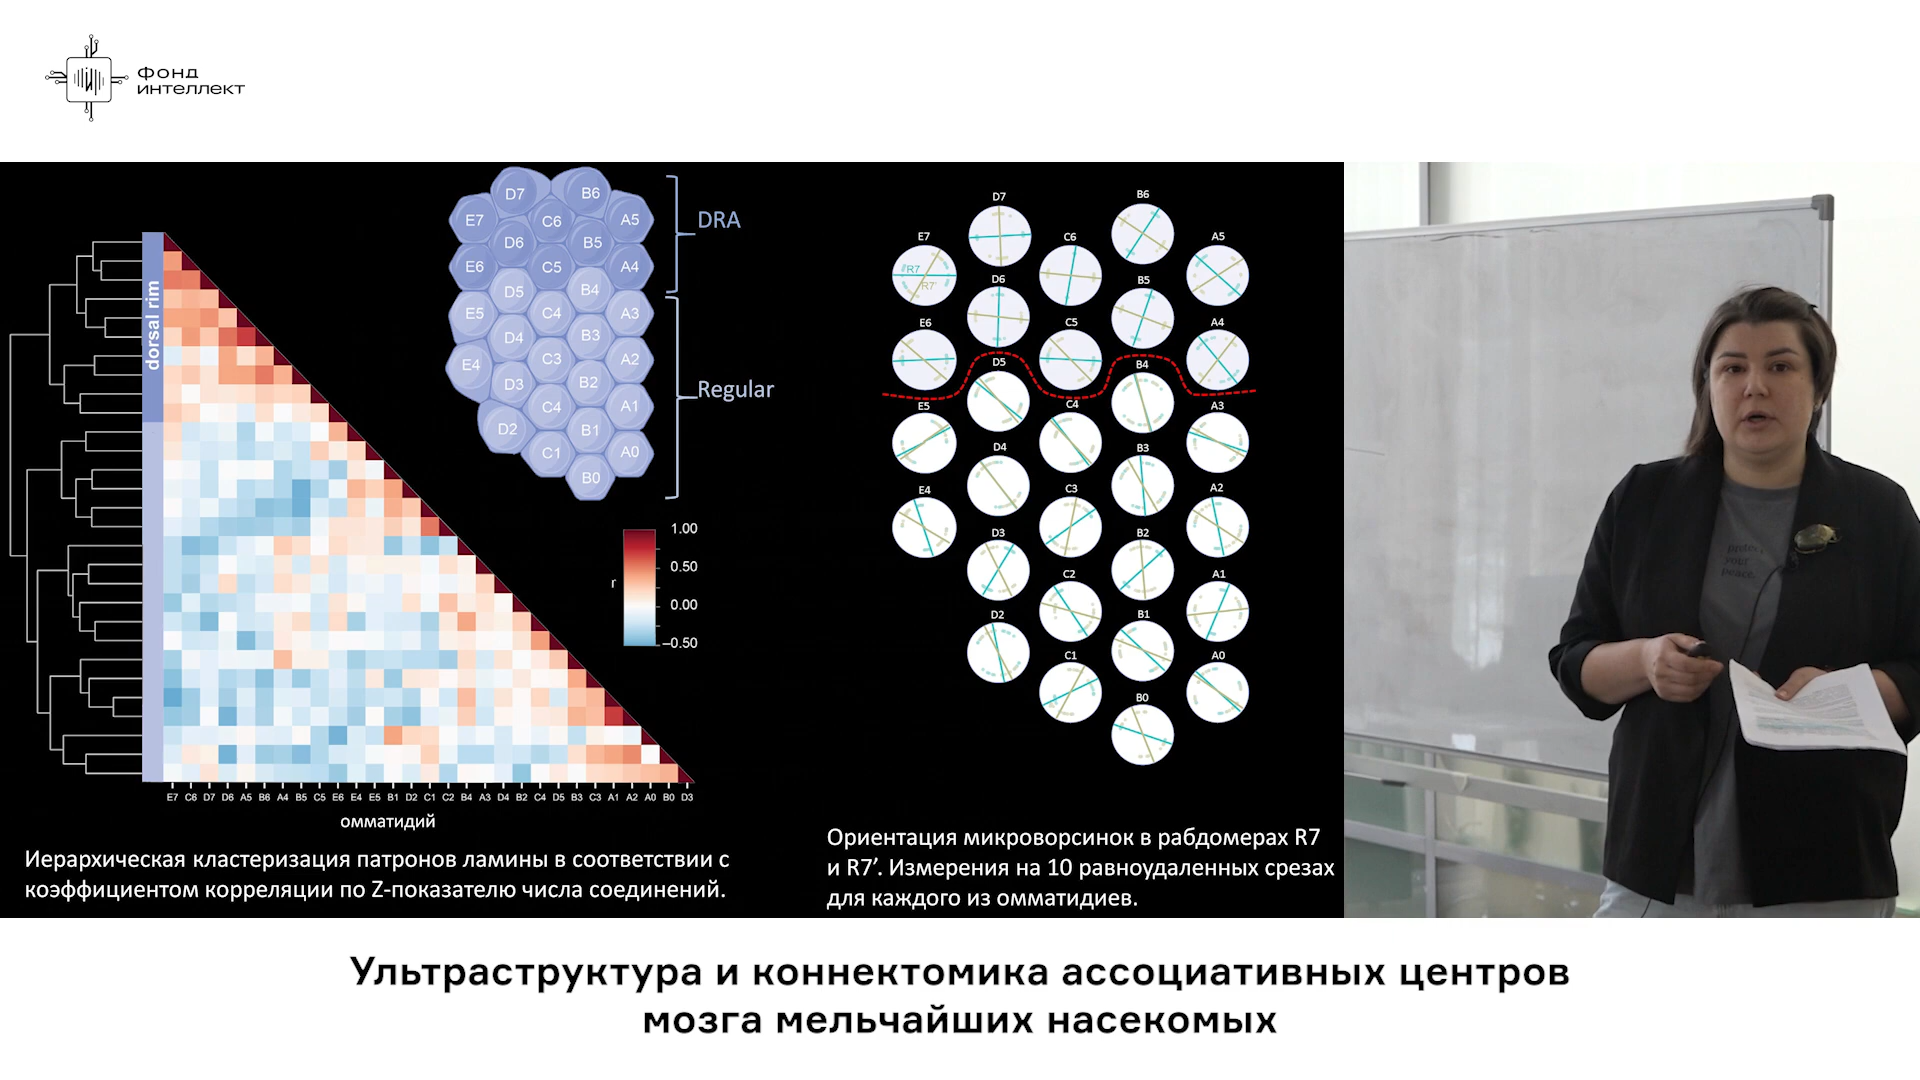 Фонд
интеллект
D7
B6
E7
C6
A5
D6
B5
E6
C5
A4
D5
B4
E5
C4
A3
D4
B3
E4
C3
A2
D3
B2
C4
A1
D2
B1
C1
A0
B0
DRA
Regular
dorsal rim
1.00
0.50
r
0.00
–0.50
E7 C6 D7 D6 A5 B6 A4 B5 C5 E6 E4 E5 B1 D2 C1 C2 B4 A3 D4 B2 C4 D5 B3 C3 A1 A2 A0 B0 D3
омматидий
Иерархическая кластеризация патронов ламины в соответствии с
коэффициентом корреляции по Z-показателю числа соединений.
D7
B6
E7
C6
A5
R7
R7'
D6
B5
E6
C5
A4
D5
B4
E5
C4
A3
D4
B3
E4
C3
A2
D3
B2
C2
A1
D2
B1
C1
A0
B0
Ориентация микроворсинок в рабдомерах R7
и R7’. Измерения на 10 равноудаленных срезах
для каждого из омматидиев.
protect
your
peace.
Ультраструктура и коннектомика ассоциативных центров
мозга мельчайших насекомых